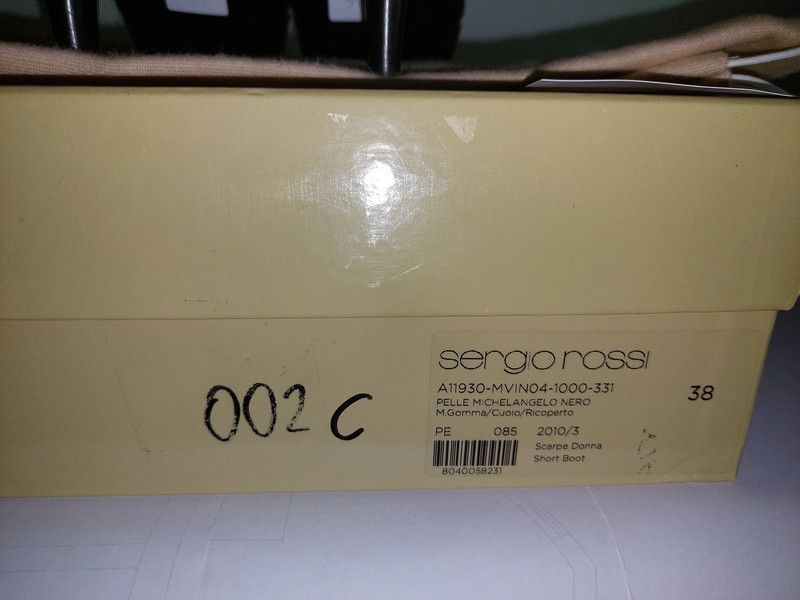 sergio rossi
A11930-MVIN04-1000-331
38
PELLE MICHELANGELO NERO
M.Gomma/Cuoio/Ricoperto
PE 085 2010/3
Scarpe Donna
Short Boot
8040058231
002 C